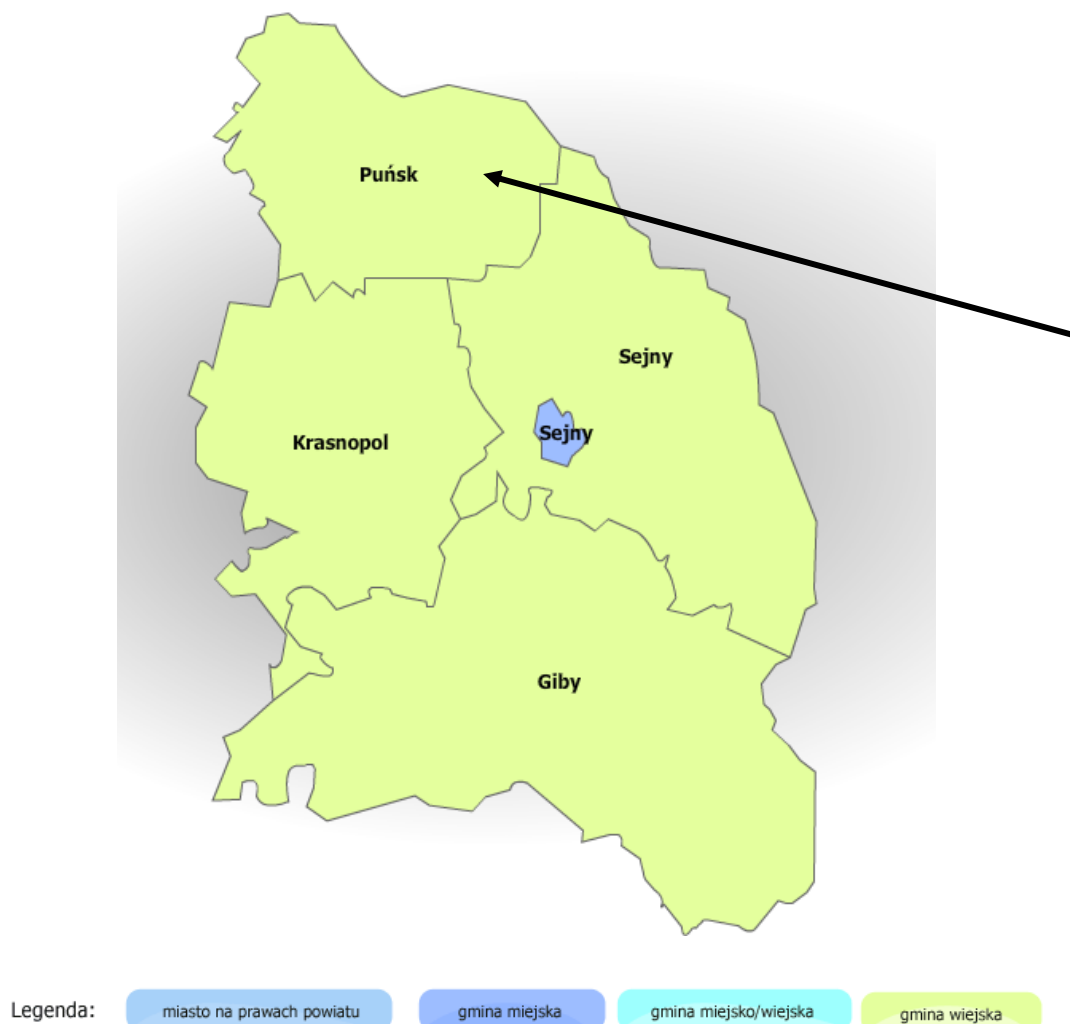 Puńsk
Sejny
Sejny
Krasnopol
Giby
Legenda: miasto na prawach powiatu gmina miejska gmina miejsko/wiejska gmina wiejska